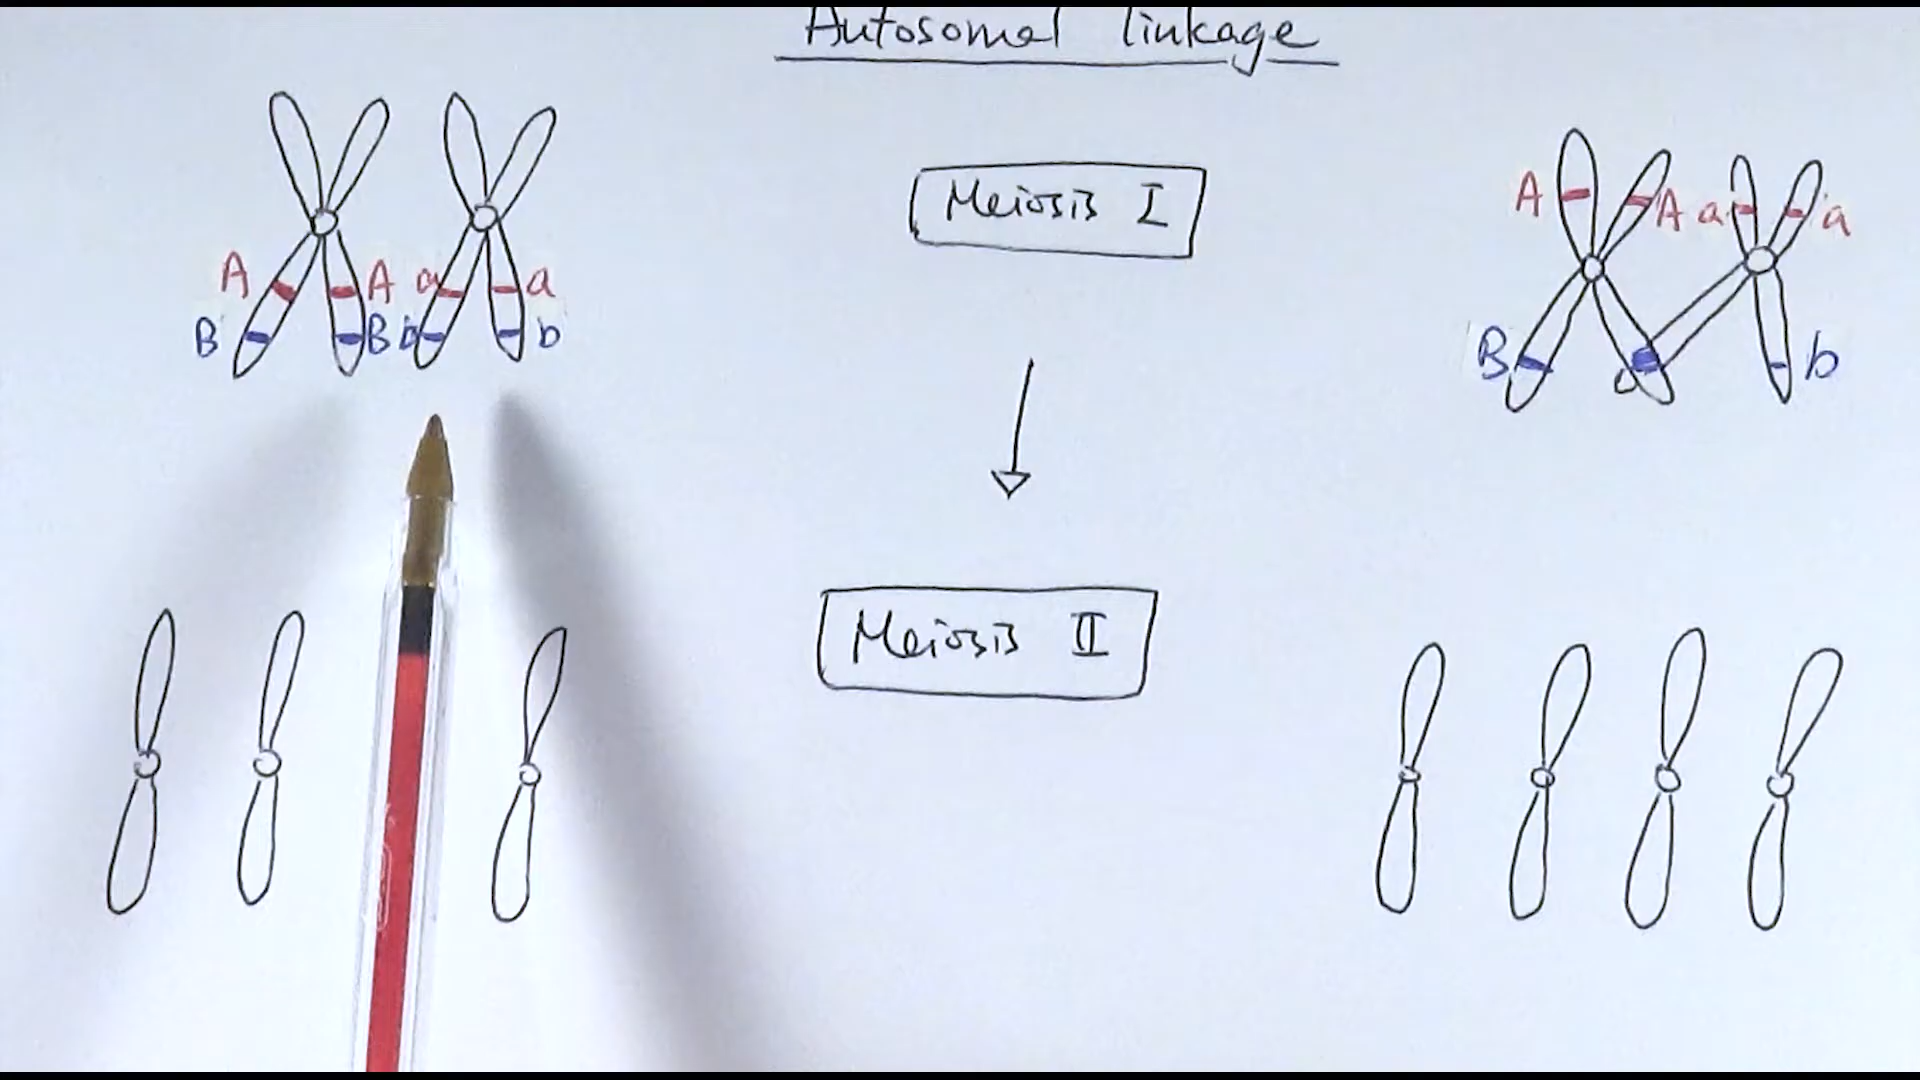 Autosomal linkage
Meiosis I
A A a a
B B b b
A A a a
B b
Meiosis II